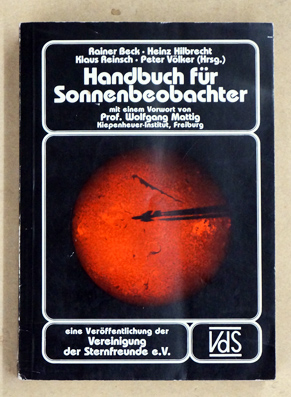 Rainer Beck · Heinz Hilbrecht
Klaus Reinsch · Peter Völker (Hrsg.)
Handbuch für
Sonnenbeobachter
mit einem Vorwort von
Prof. Wolfgang Mattig
Kiepenheuer-Institut, Freiburg
eine Veröffentlichung der
Vereinigung
der Sternfreunde e.V.
VdS